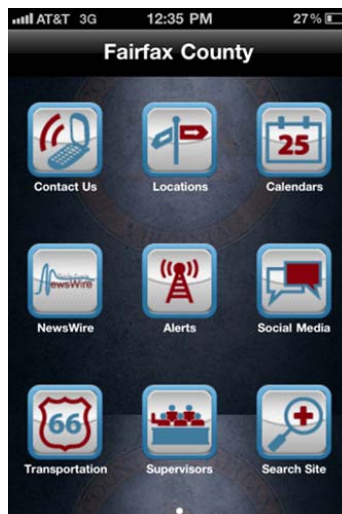 AT&T 3G 12:35 PM 27%
Fairfax County
25
Contact Us Locations Calendars
NewsWire
NewsWire Alerts Social Media
66
Transportation Supervisors Search Site